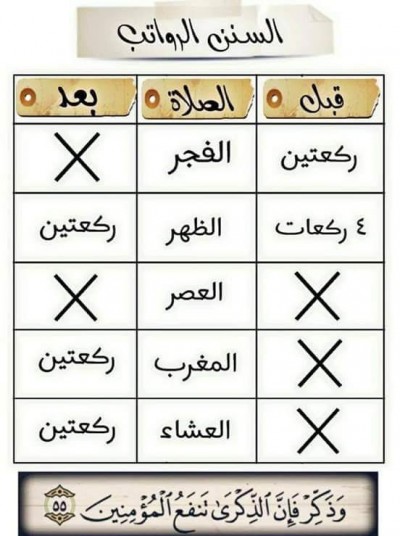 السنن الرواتب
قبل الصلاة بعد
ركعتين الفجر X
٤ ركعات الظهر ركعتين
X العصر X
X المغرب ركعتين
X العشاء ركعتين
وَذَكِّرْ فَإِنَّ الذِّكْرَىٰ تَنفَعُ الْمُؤْمِنِينَ ٥٥